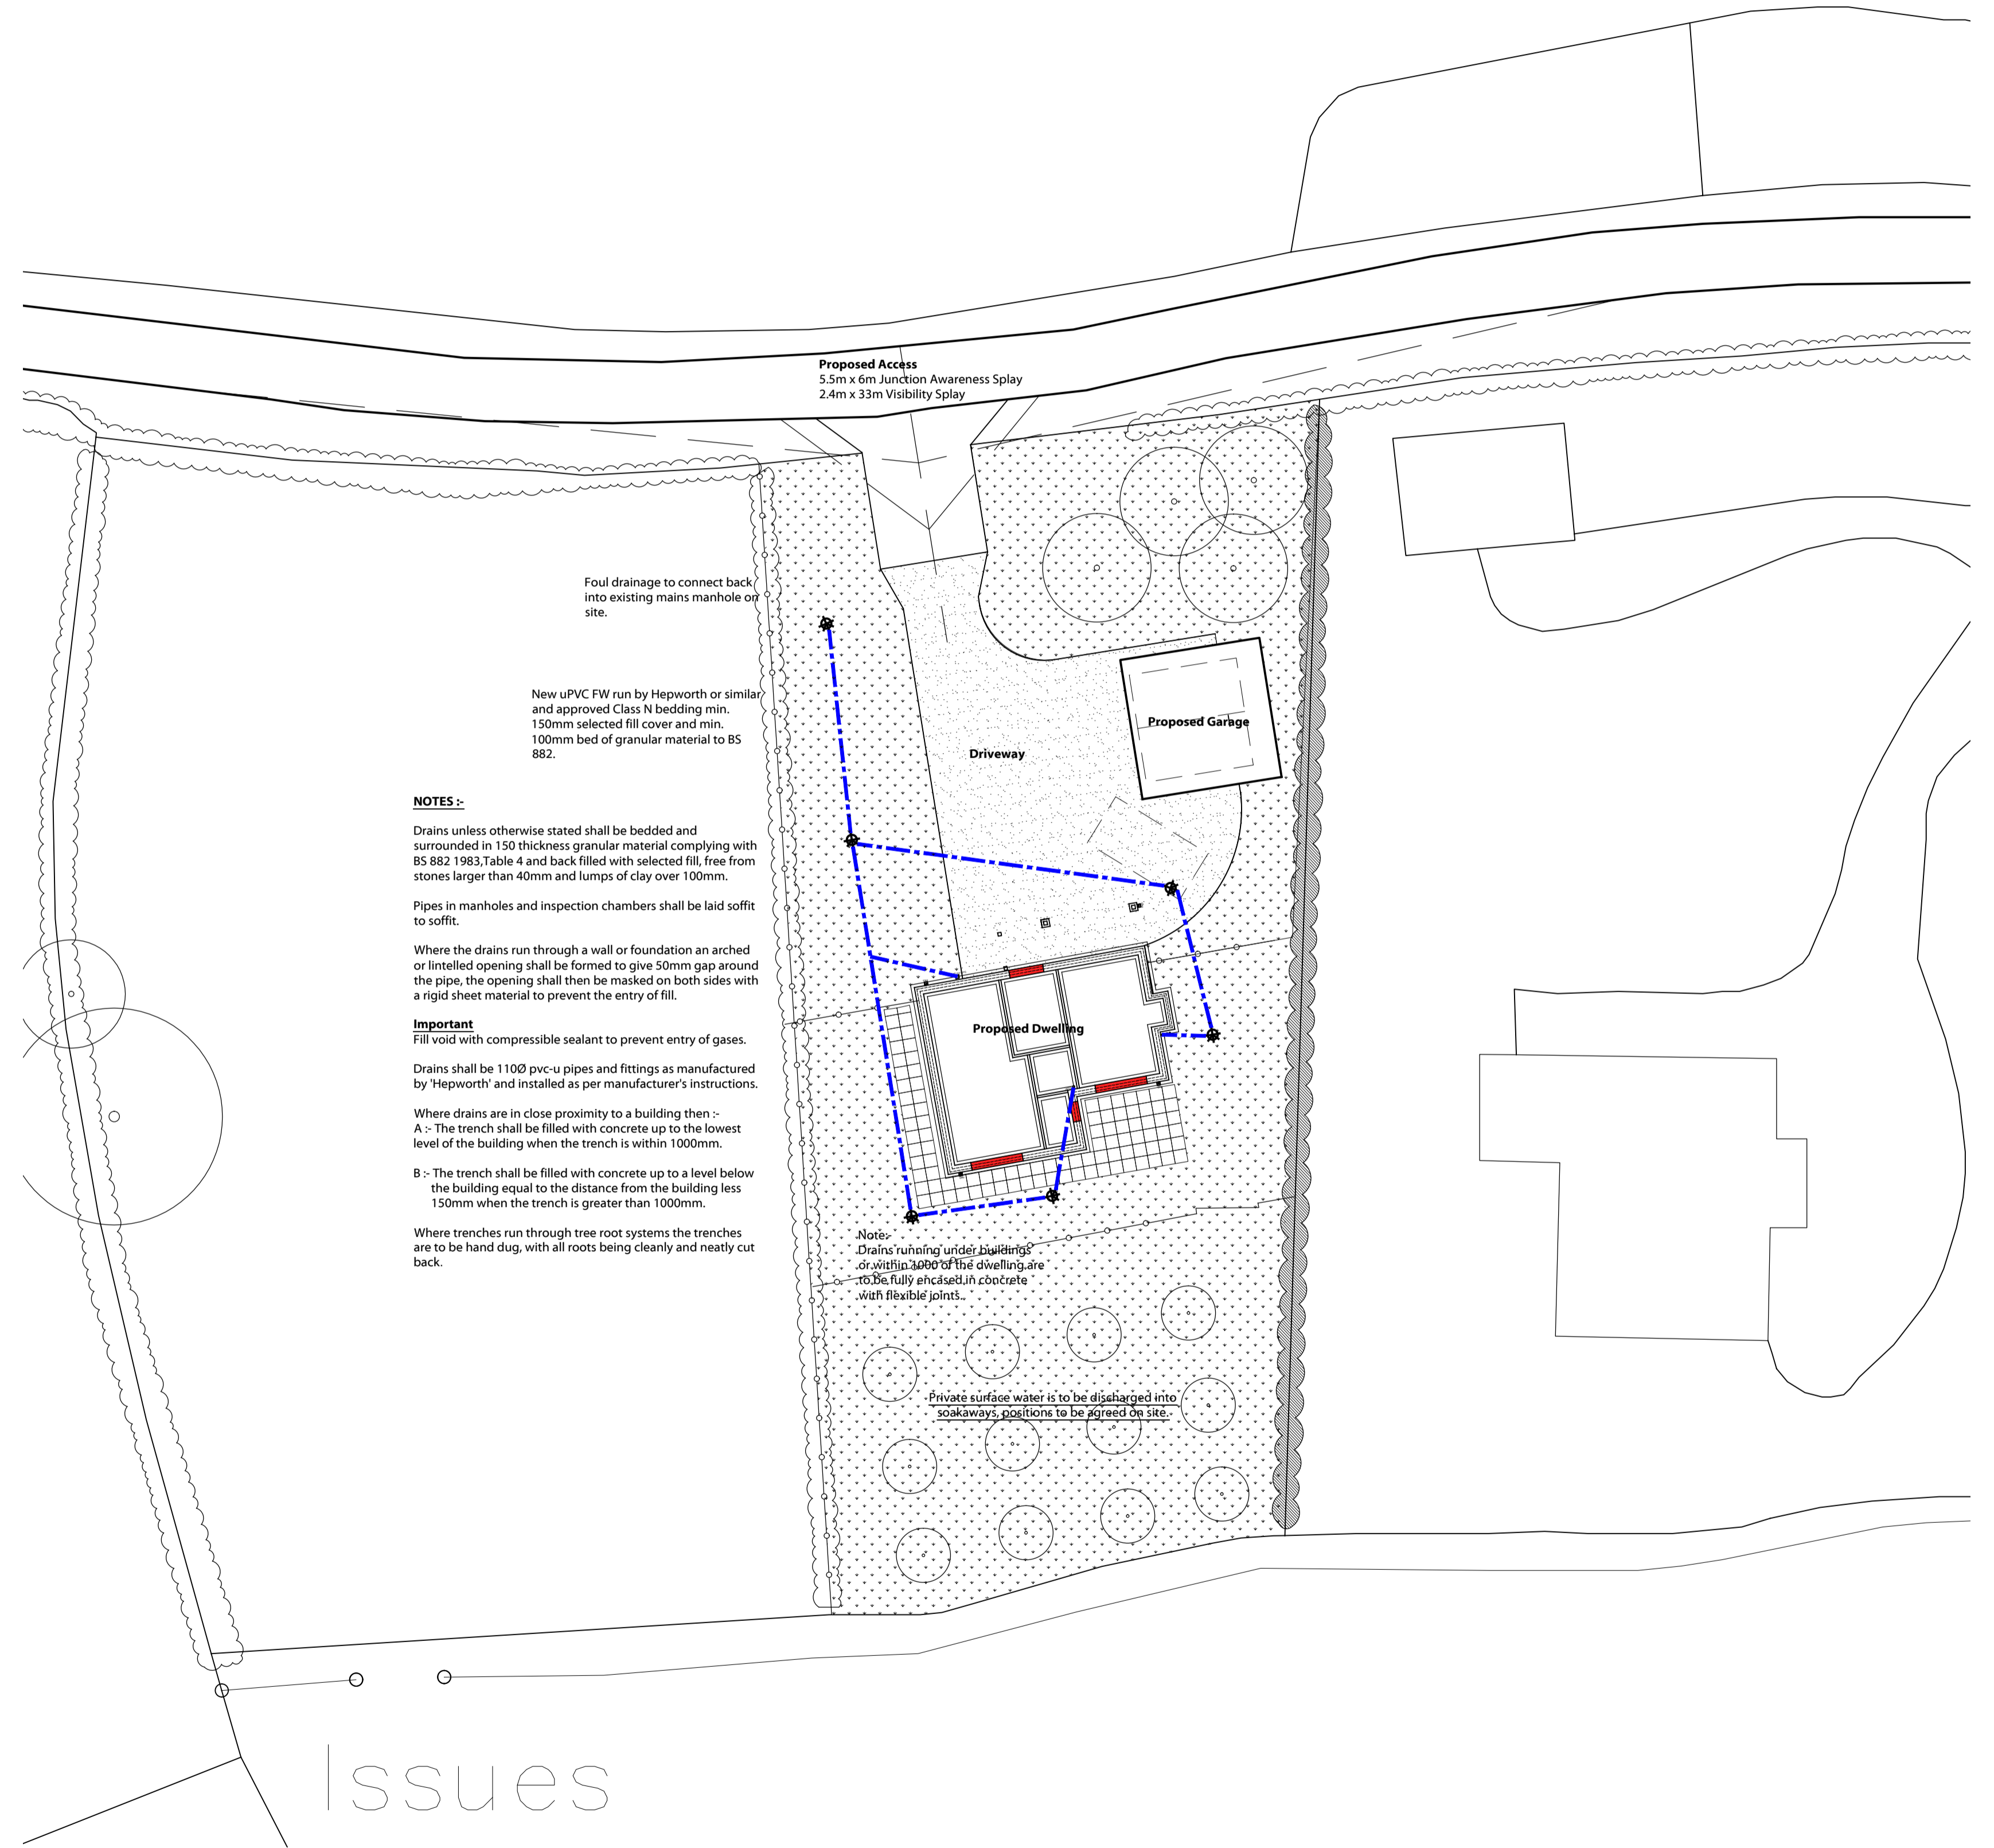 Proposed Access
5.5m x 6m Junction Awareness Splay
2.4m x 33m Visibility Splay
Foul drainage to connect back
into existing mains manhole on
site.
New uPVC FW run by Hepworth or similar
and approved Class N bedding min.
150mm selected fill cover and min.
100mm bed of granular material to BS
882.
Proposed Garage
Driveway
NOTES :-
Drains unless otherwise stated shall be bedded and
surrounded in 150 thickness granular material complying with
BS 882 1983,Table 4 and back filled with selected fill, free from
stones larger than 40mm and lumps of clay over 100mm.
Pipes in manholes and inspection chambers shall be laid soffit
to soffit.
Where the drains run through a wall or foundation an arched
or lintelled opening shall be formed to give 50mm gap around
the pipe, the opening shall then be masked on both sides with
a rigid sheet material to prevent the entry of fill.
Important
Fill void with compressible sealant to prevent entry of gases.
Drains shall be 110Ø pvc-u pipes and fittings as manufactured
by 'Hepworth' and installed as per manufacturer's instructions.
Where drains are in close proximity to a building then :-
A :- The trench shall be filled with concrete up to the lowest
level of the building when the trench is within 1000mm.
B :- The trench shall be filled with concrete up to a level below
the building equal to the distance from the building less
150mm when the trench is greater than 1000mm.
Where trenches run through tree root systems the trenches
are to be hand dug, with all roots being cleanly and neatly cut
back.
Proposed Dwelling
Note:-
Drains running under buildings
or within 1000 of the dwelling are
to be fully encased in concrete
with flexible joints.
Private surface water is to be discharged into
soakaways, positions to be agreed on site.
Issues